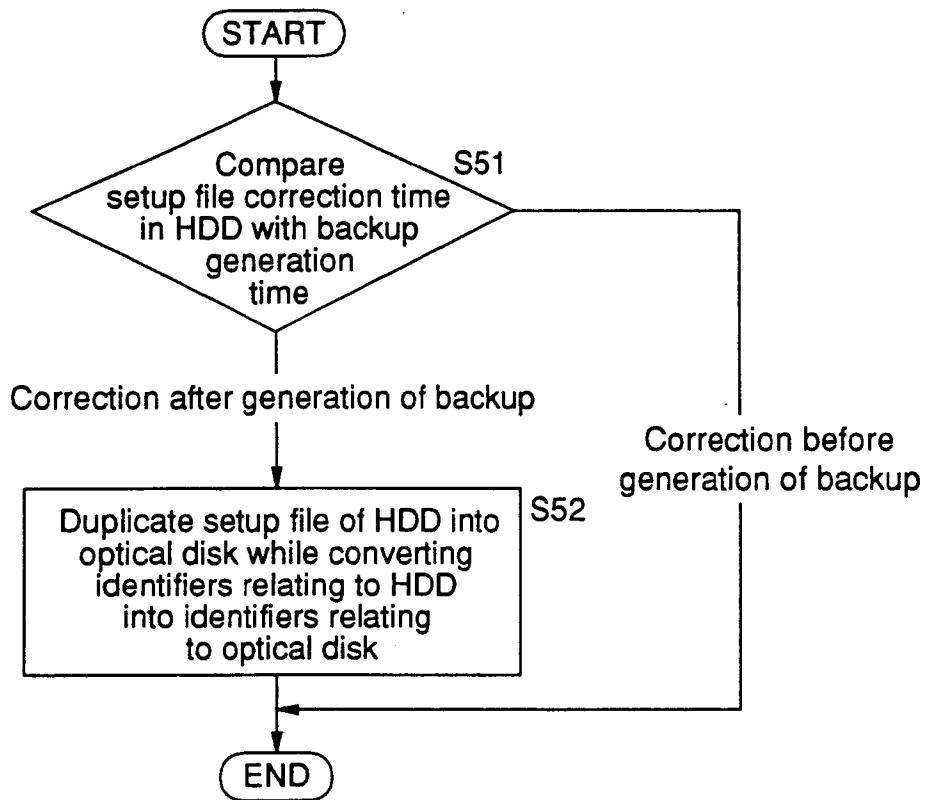 START
Compare
setup file correction time
in HDD with backup
generation
time
S51
Correction after generation of backup
Correction before
generation of backup
Duplicate setup file of HDD into
optical disk while converting
identifiers relating to HDD
into identifiers relating
to optical disk
S52
END